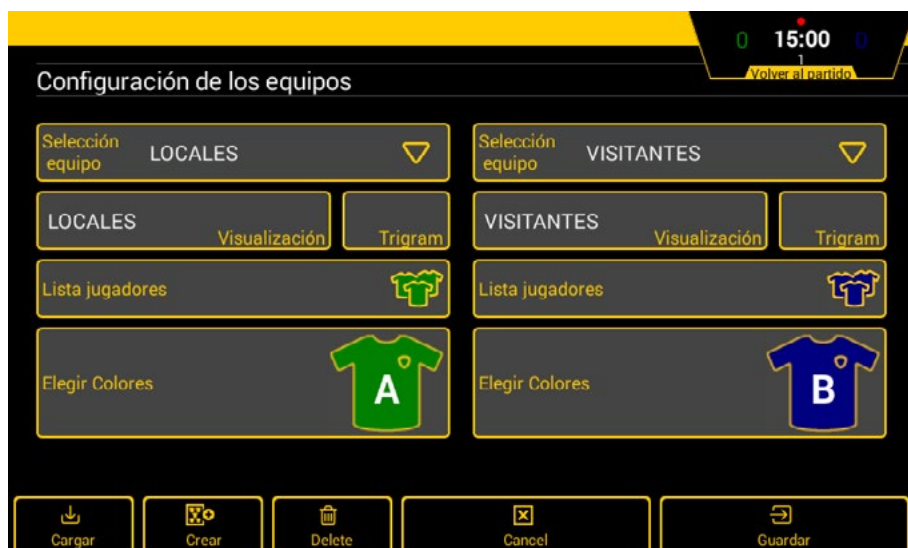 0 15:00 0
1
Volver al partido
Configuración de los equipos
Selección
equipo
LOCALES
Selección
equipo
VISITANTES
LOCALES
Visualización
Trigram
VISITANTES
Visualización
Trigram
Lista jugadores
Lista jugadores
Elegir Colores
A
Elegir Colores
B
Cargar
Crear
Delete
Cancel
Guardar